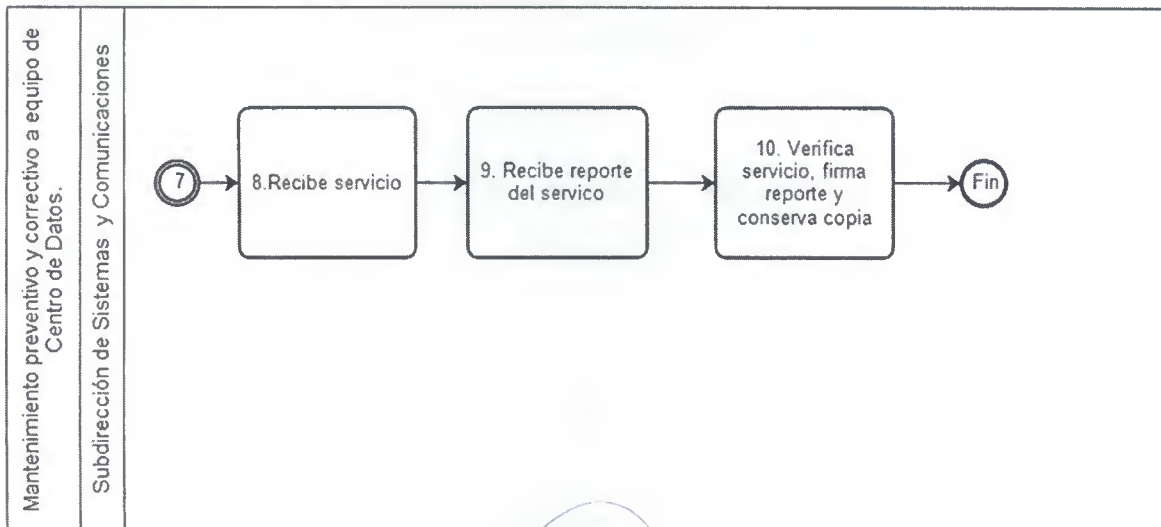 Mantenimiento preventivo y correctivo a equipo de
Centro de Datos.
Subdirección de Sistemas y Comunicaciones
7
8.Recibe servicio
9. Recibe reporte
del servico
10. Verifica
servicio, firma
reporte y
conserva copia
Fin